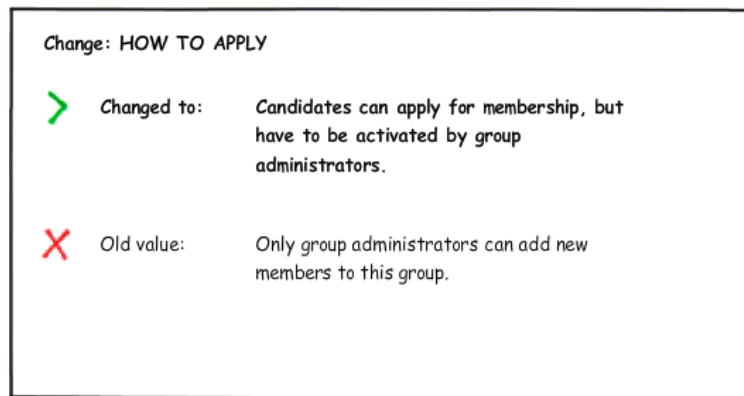 Change: HOW TO APPLY
Changed to: Candidates can apply for membership, but
have to be activated by group
administrators.
Old value: Only group administrators can add new
members to this group.